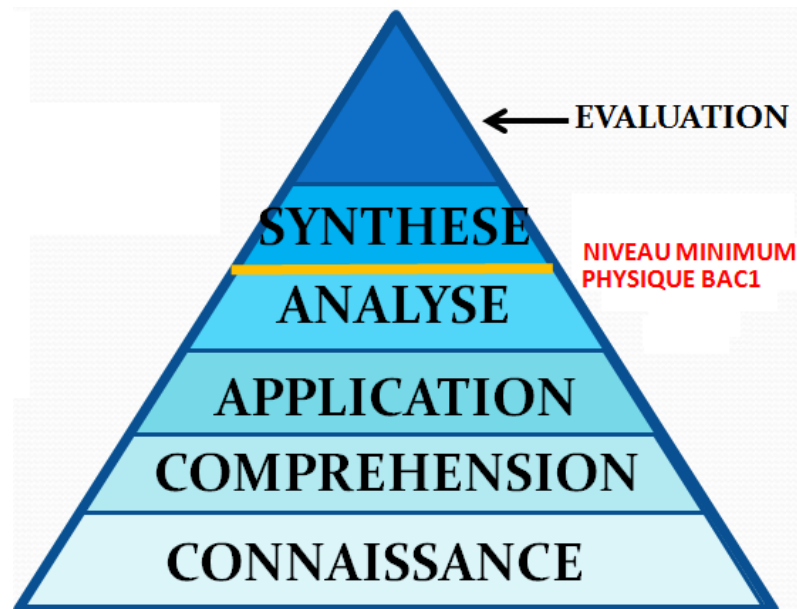 EVALUATION
SYNTHESE
NIVEAU MINIMUM
PHYSIQUE BAC1
ANALYSE
APPLICATION
COMPREHENSION
CONNAISSANCE